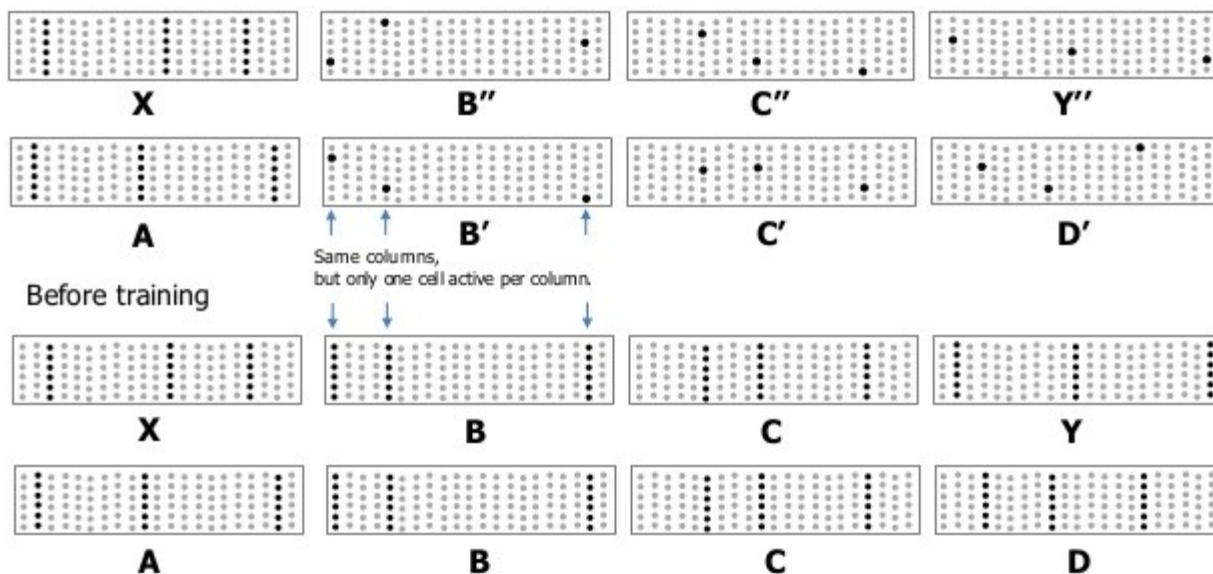 X B″ C″ Y″
A B′ C′ D′
Same columns,
but only one cell active per column.
Before training
X B C Y
A B C D